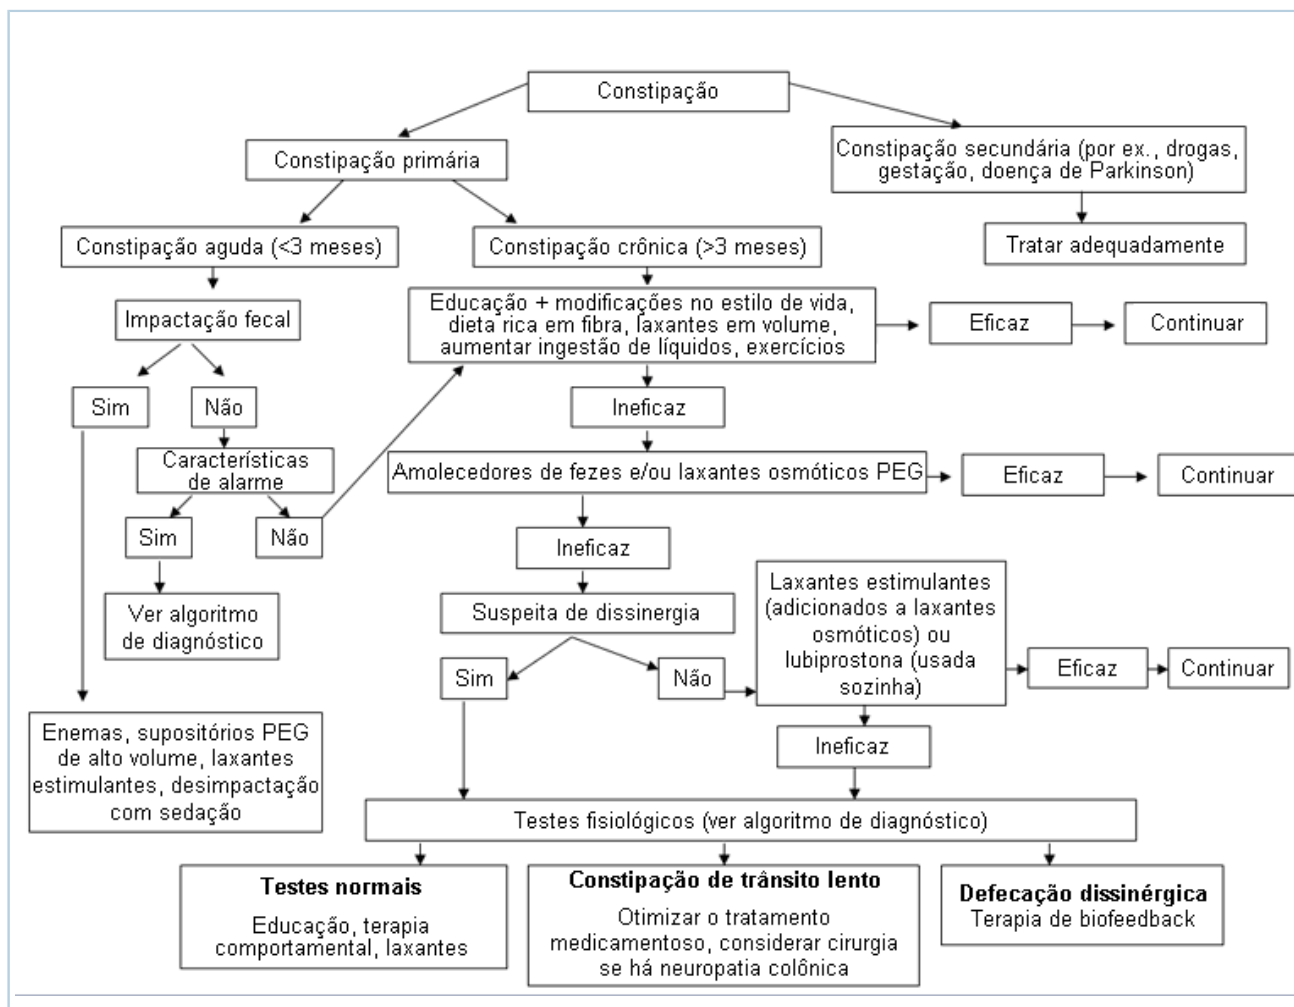 Constipação
Constipação primária
Constipação secundária (por ex., drogas,
gestação, doença de Parkinson)
Constipação aguda (<3 meses)
Constipação crônica (>3 meses)
Tratar adequadamente
Impactação fecal
Educação + modificações no estilo de vida,
dieta rica em fibra, laxantes em volume,
aumentar ingestão de líquidos, exercícios
Eficaz
Continuar
Sim
Não
Ineficaz
Características
de alarme
Amolecedores de fezes e/ou laxantes osmóticos PEG
Eficaz
Continuar
Sim
Não
Ineficaz
Ver algoritmo
de diagnóstico
Suspeita de dissinergia
Laxantes estimulantes
(adicionados a laxantes
osmóticos) ou
lubiprostona (usada
sozinha)
Eficaz
Continuar
Sim
Não
Enemas, supositórios PEG
de alto volume, laxantes
estimulantes, desimpactação
com sedação
Ineficaz
Testes fisiológicos (ver algoritmo de diagnóstico)
Testes normais
Educação, terapia
comportamental, laxantes
Constipação de trânsito lento
Otimizar o tratamento
medicamentoso, considerar cirurgia
se há neuropatia colônica
Defecação dissinérgica
Terapia de biofeedback